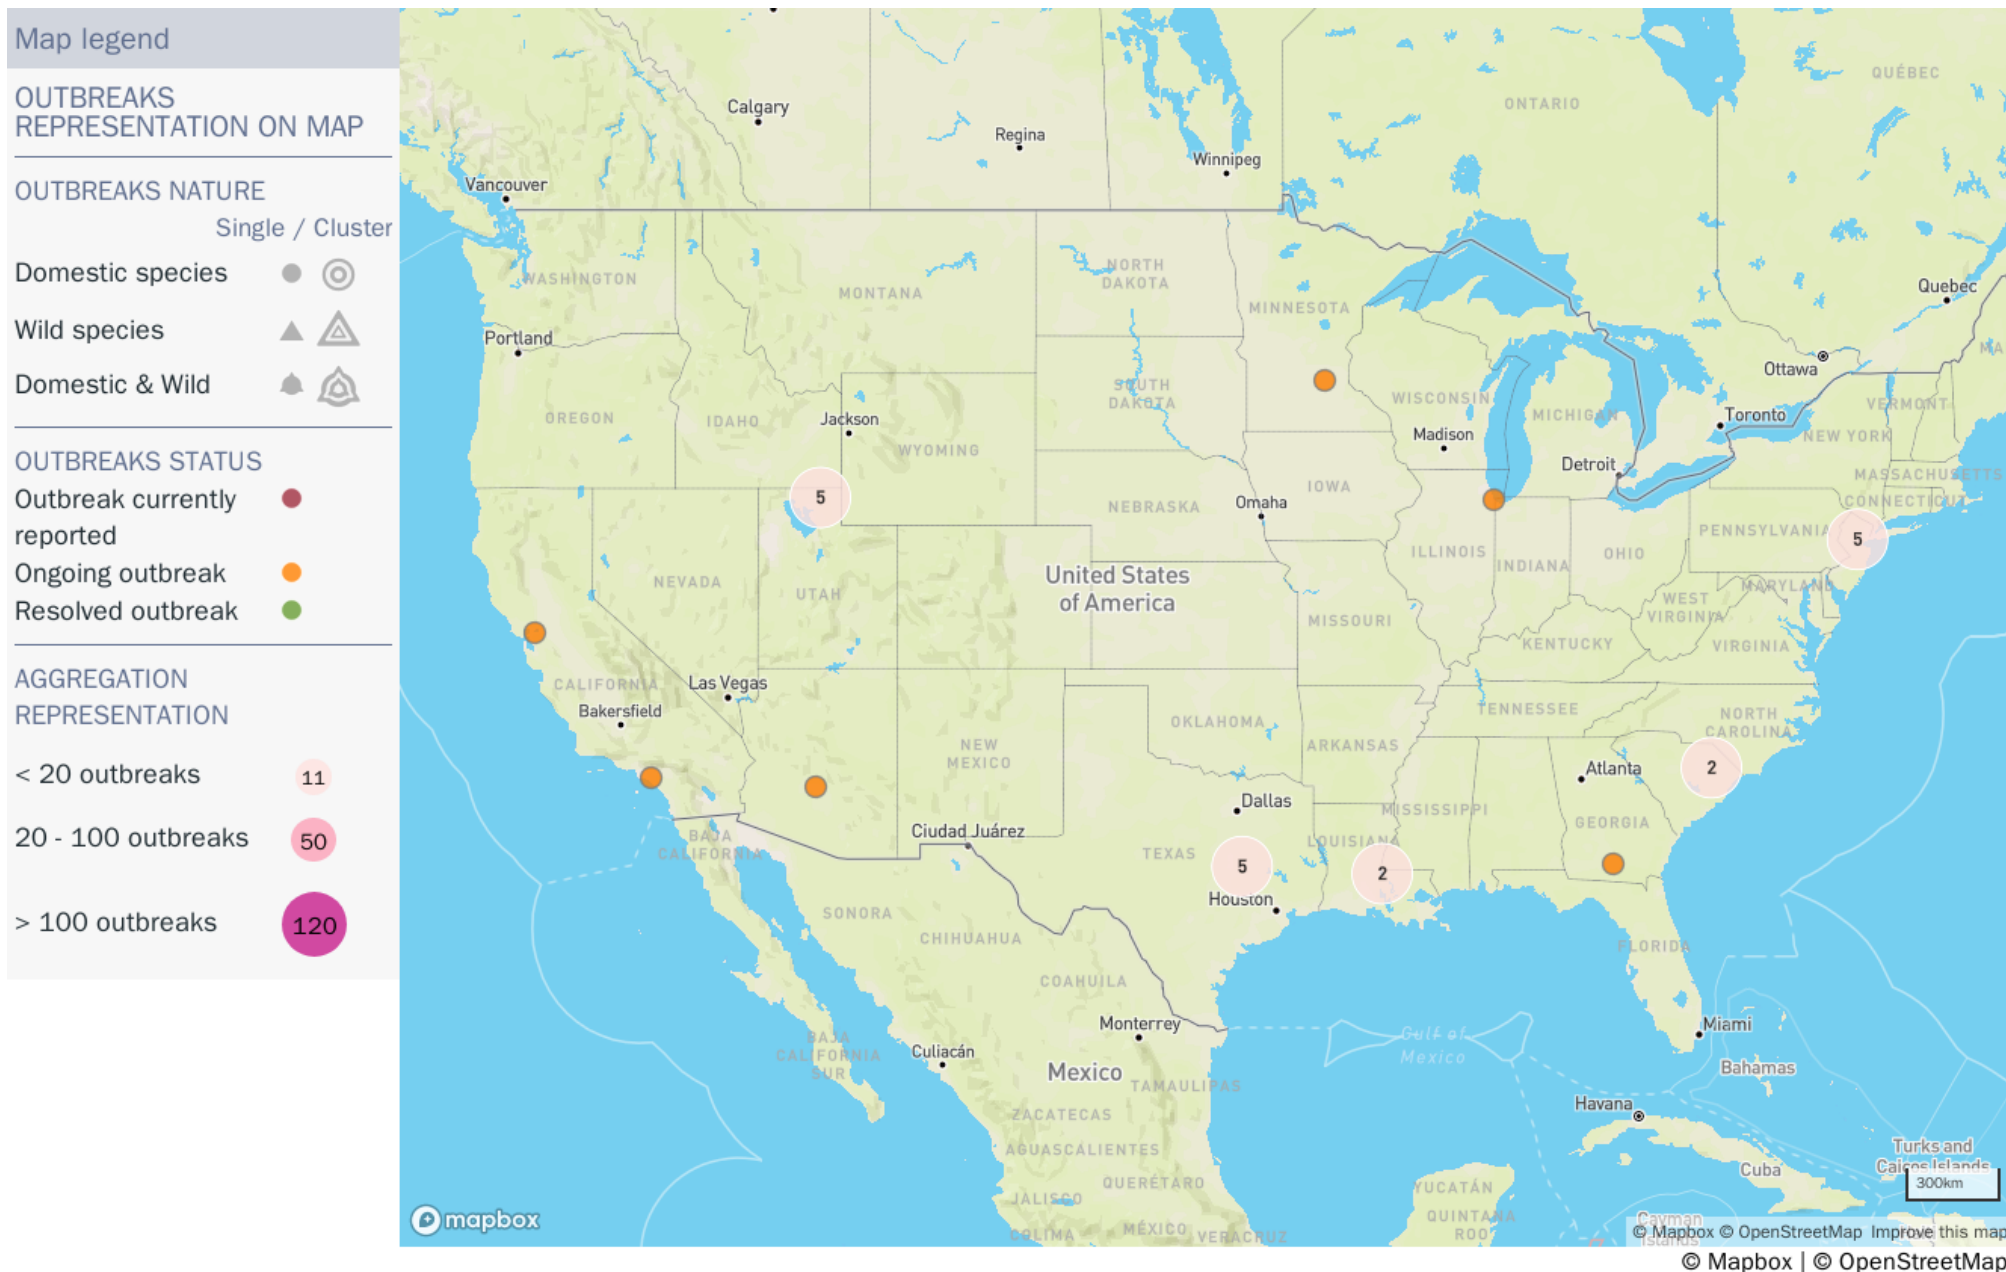 Map legend
OUTBREAKS
REPRESENTATION ON MAP
OUTBREAKS NATURE
Single / Cluster
Domestic species
Wild species
Domestic & Wild
OUTBREAKS STATUS
Outbreak currently
reported
Ongoing outbreak
Resolved outbreak
AGGREGATION
REPRESENTATION
< 20 outbreaks 11
20 - 100 outbreaks 50
> 100 outbreaks 120
QUÉBEC
ONTARIO
Calgary
Regina
Winnipeg
Vancouver
WASHINGTON
MONTANA
NORTH
DAKOTA
MINNESOTA
Quebec
Portland
Ottawa
MA
SOUTH
DAKOTA
WISCONSIN
MICHIGAN
VERMONT
OREGON
IDAHO
Jackson
WYOMING
Madison
Toronto
NEW YORK
Detroit
MASSACHUSETTS
CONNECTICUT
5
NEBRASKA
IOWA
Omaha
PENNSYLVANIA
5
ILLINOIS
INDIANA
OHIO
NEVADA
UTAH
United States
of America
MARYLAND
WEST
VIRGINIA
MISSOURI
KENTUCKY
VIRGINIA
CALIFORNIA
Las Vegas
Bakersfield
OKLAHOMA
TENNESSEE
NORTH
CAROLINA
NEW
MEXICO
ARKANSAS
Atlanta
2
Dallas
MISSISSIPPI
GEORGIA
BAJA
CALIFORNIA
Ciudad Juárez
TEXAS
LOUISIANA
5
2
Houston
SONORA
CHIHUAHUA
FLORIDA
COAHUILA
Monterrey
Miami
Gulf of
Mexico
BAJA
CALIFORNIA
SUR
Culiacán
Mexico
TAMAULIPAS
Bahamas
ZACATECAS
Havana
AGUASCALIENTES
Turks and
Caicos Islands
Cuba
300km
QUERÉTARO
YUCATÁN
JALISCO
QUINTANA
ROO
Cayman
Islands
COLIMA
MÉXICO
VERACRUZ
mapbox
© Mapbox © OpenStreetMap Improve this map
© Mapbox | © OpenStreetMap